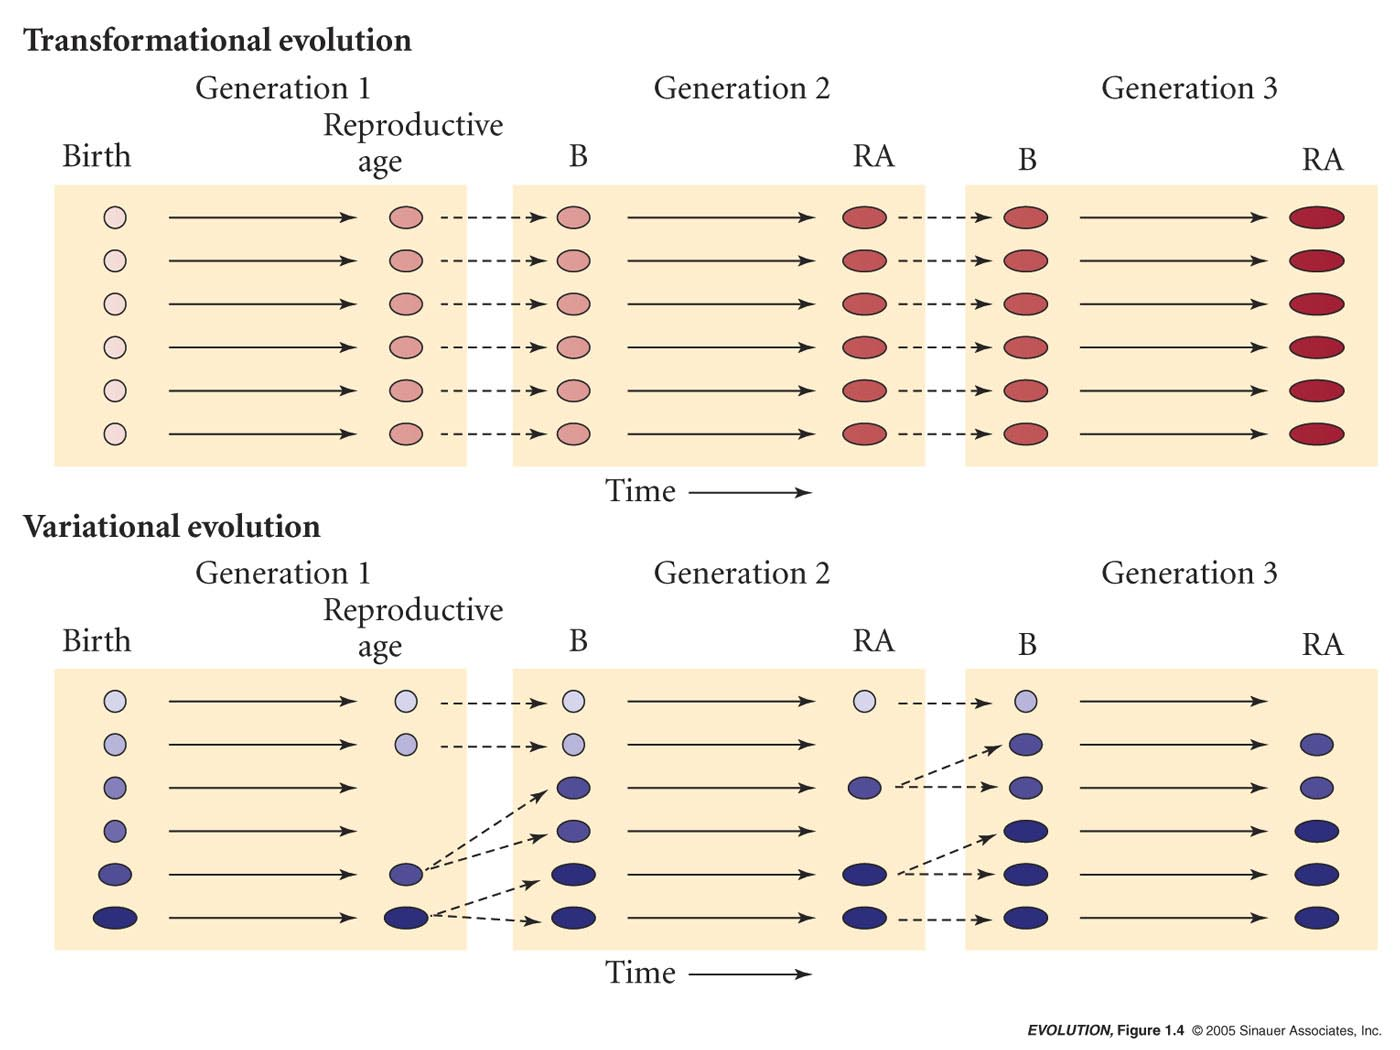 Transformational evolution
Generation 1 Generation 2 Generation 3
Birth Reproductive age B RA B RA
Time
Variational evolution
Generation 1 Generation 2 Generation 3
Birth Reproductive age B RA B RA
Time
EVOLUTION, Figure 1.4 © 2005 Sinauer Associates, Inc.